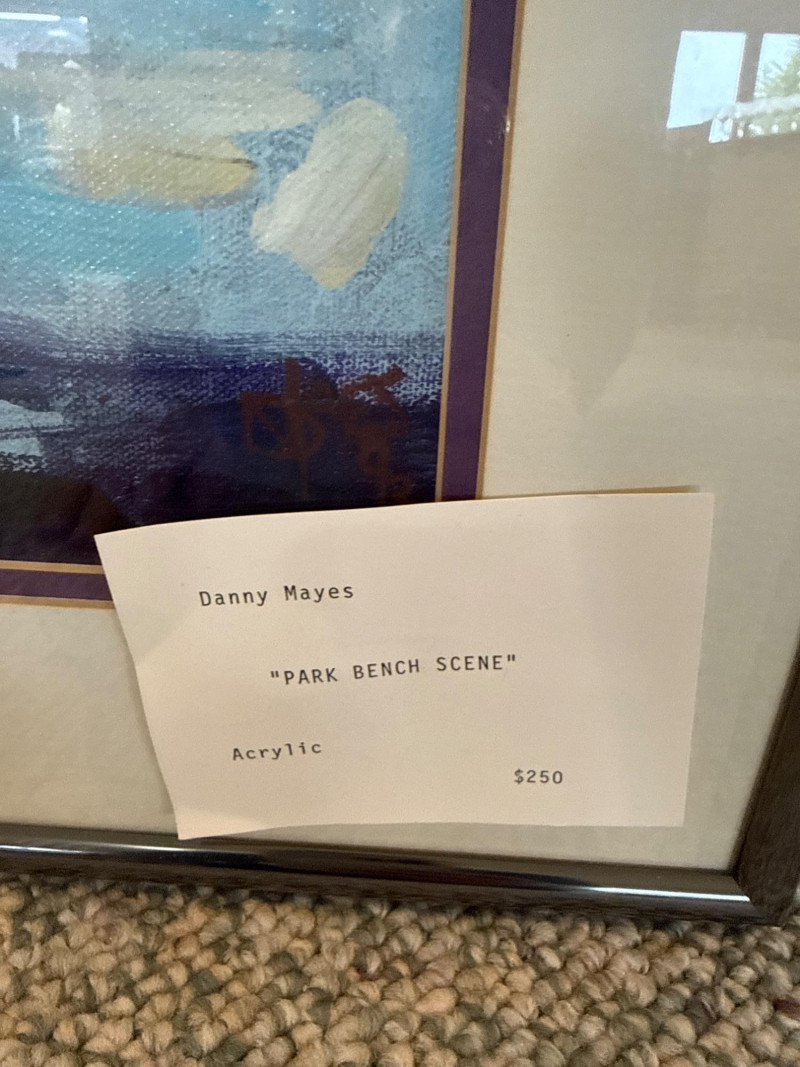 Danny Mayes
"PARK BENCH SCENE"
Acrylic
$250